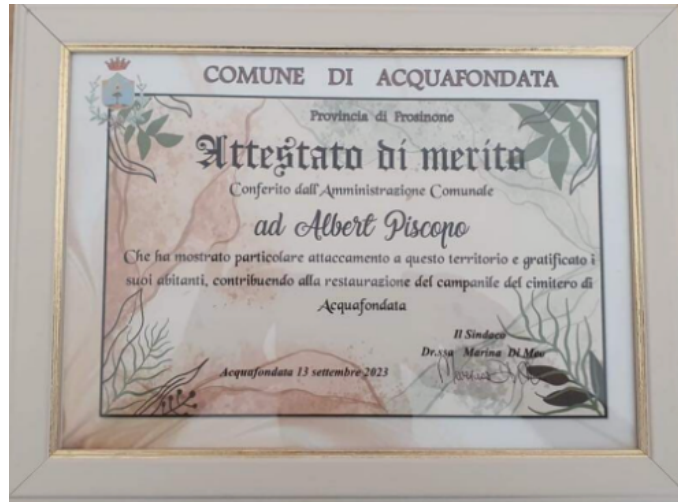 COMUNE DI ACQUAFONDATA
Provincia di Frosinone
Attestato di merito
Conferito dall'Amministrazione Comunale
ad Albert Piscopo
Che ha mostrato particolare attaccamento a questo territorio e gratificato i
suoi abitanti, contribuendo alla restaurazione del campanile del cimitero di
Acquafondata
Il Sindaco
Dr.ssa Marina Di Meo
Acquafondata 13 settembre 2023